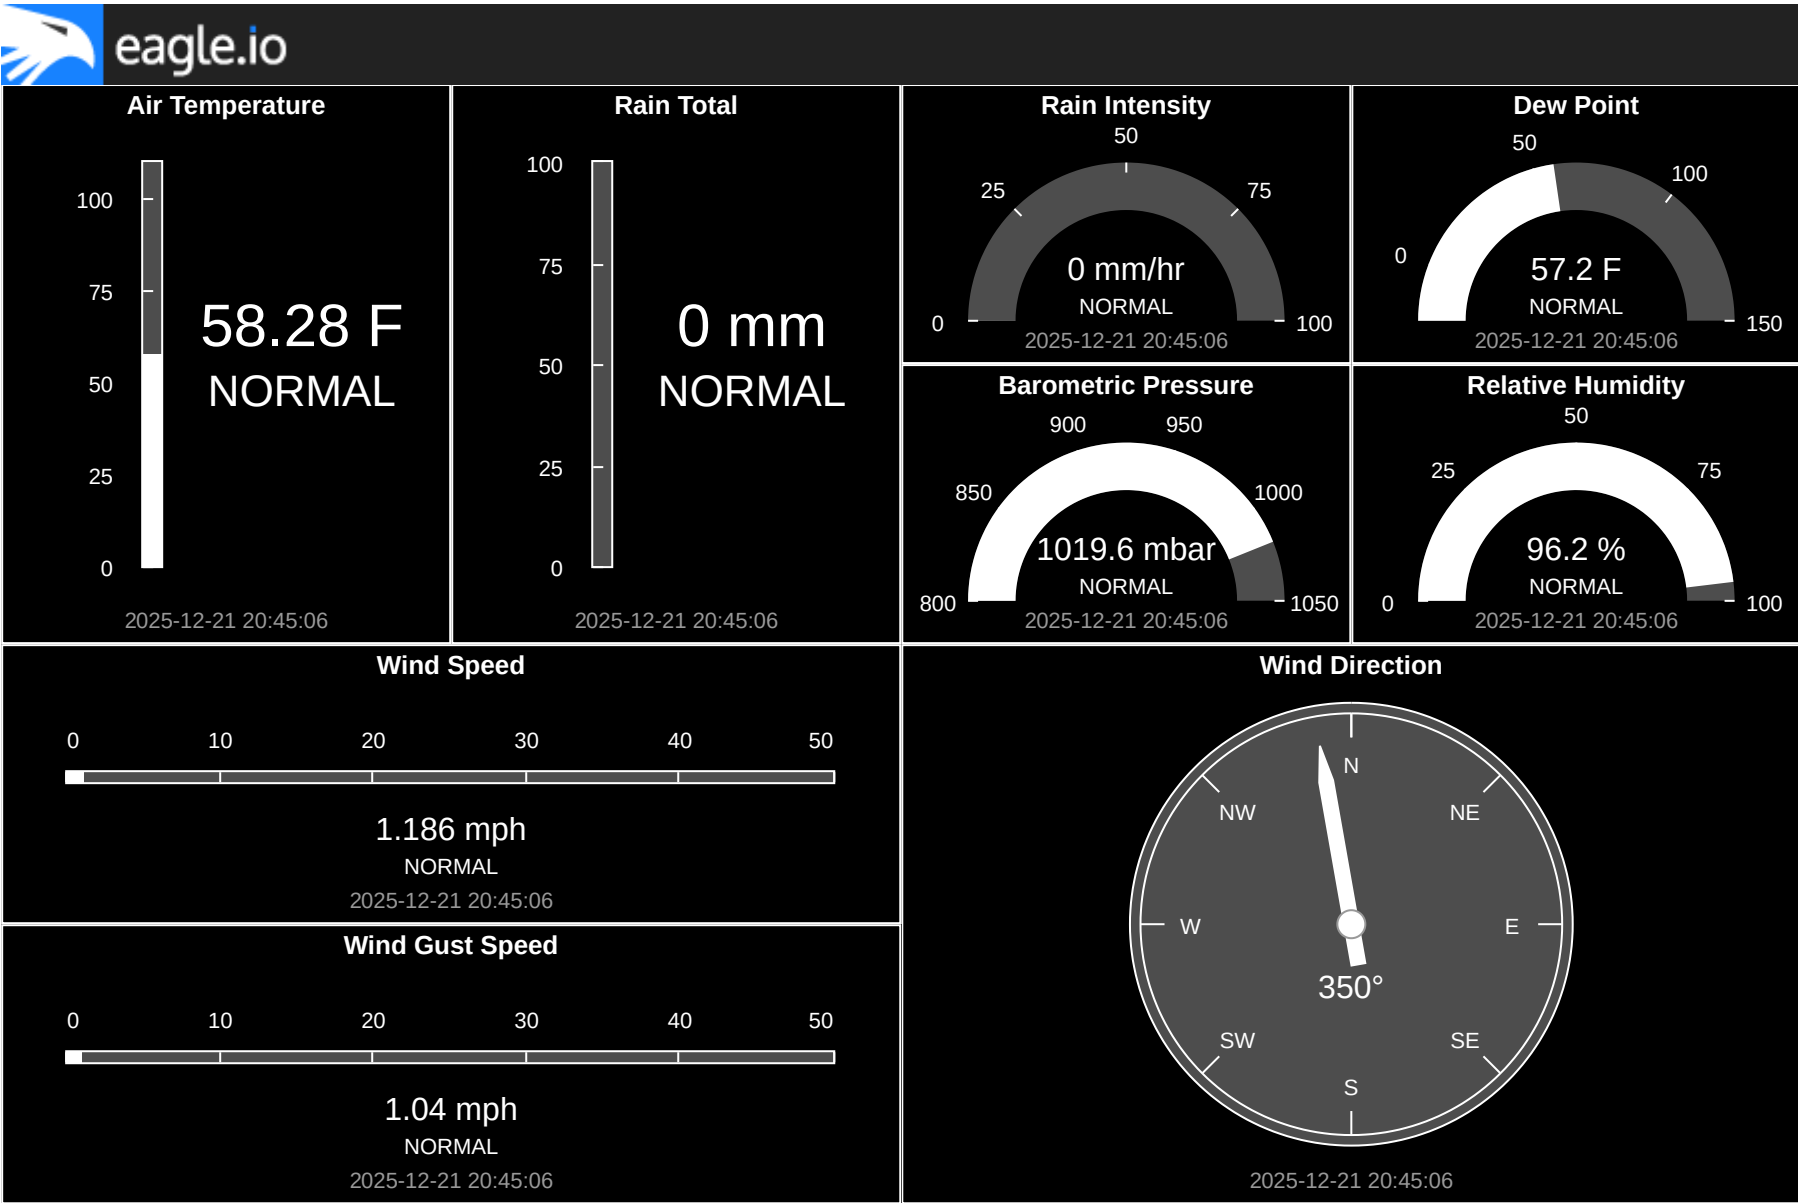 eagle.io
Air Temperature
100
75
50
25
0
58.28 F
NORMAL
2025-12-21 20:45:06
Rain Total
100
75
50
25
0
0 mm
NORMAL
2025-12-21 20:45:06
Rain Intensity
50
25
75
0
100
0 mm/hr
NORMAL
2025-12-21 20:45:06
Dew Point
50
100
0
150
57.2 F
NORMAL
2025-12-21 20:45:06
Barometric Pressure
900
950
850
1000
800
1050
1019.6 mbar
NORMAL
2025-12-21 20:45:06
Relative Humidity
50
25
75
0
100
96.2 %
NORMAL
2025-12-21 20:45:06
Wind Speed
0 10 20 30 40 50
1.186 mph
NORMAL
2025-12-21 20:45:06
Wind Gust Speed
0 10 20 30 40 50
1.04 mph
NORMAL
2025-12-21 20:45:06
Wind Direction
N
NW NE
W E
350°
SW SE
S
2025-12-21 20:45:06